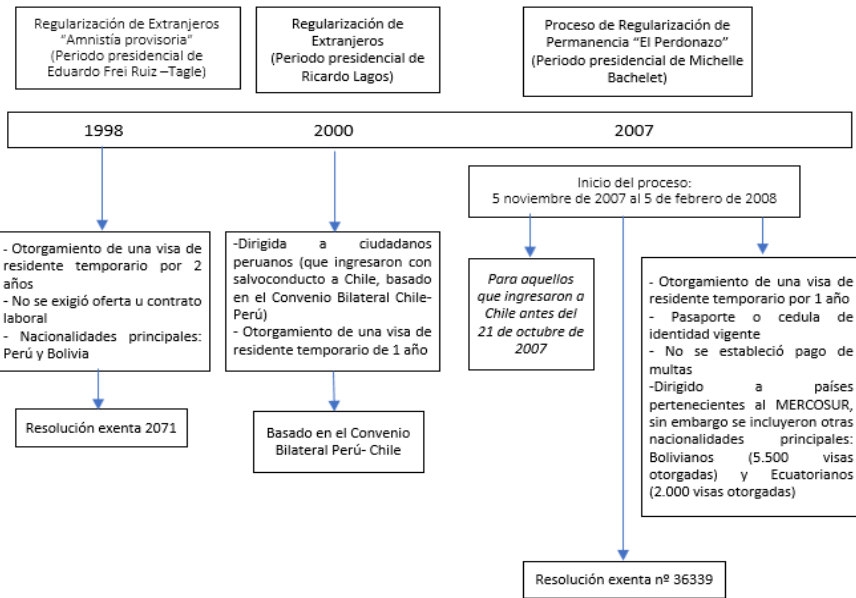 Regularización de Extranjeros
“Amnistía provisoria”
(Periodo presidencial de
Eduardo Frei Ruiz –Tagle)
Regularización de
Extranjeros
(Periodo presidencial de
Ricardo Lagos)
Proceso de Regularización de
Permanencia “El Perdonazo”
(Periodo presidencial de Michelle
Bachelet)
1998
2000
2007
Inicio del proceso:
5 noviembre de 2007 al 5 de febrero de 2008
- Otorgamiento de una visa de
residente temporario por 2
años
- No se exigió oferta u contrato
laboral
- Nacionalidades principales:
Perú y Bolivia
-Dirigida a ciudadanos
peruanos (que ingresaron con
salvoconducto a Chile, basado
en el Convenio Bilateral Chile-
Perú)
- Otorgamiento de una visa de
residente temporario de 1 año
Para aquellos
que ingresaron a
Chile antes del
21 de octubre de
2007
- Otorgamiento de una visa de
residente temporario por 1 año
- Pasaporte o cedula de
identidad vigente
- No se estableció pago de
multas
-Dirigido a países
pertenecientes al MERCOSUR,
sin embargo se incluyeron otras
nacionalidades principales:
Bolivianos (5.500 visas
otorgadas) y Ecuatorianos
(2.000 visas otorgadas)
Resolución exenta 2071
Basado en el Convenio
Bilateral Perú- Chile
Resolución exenta nº 36339